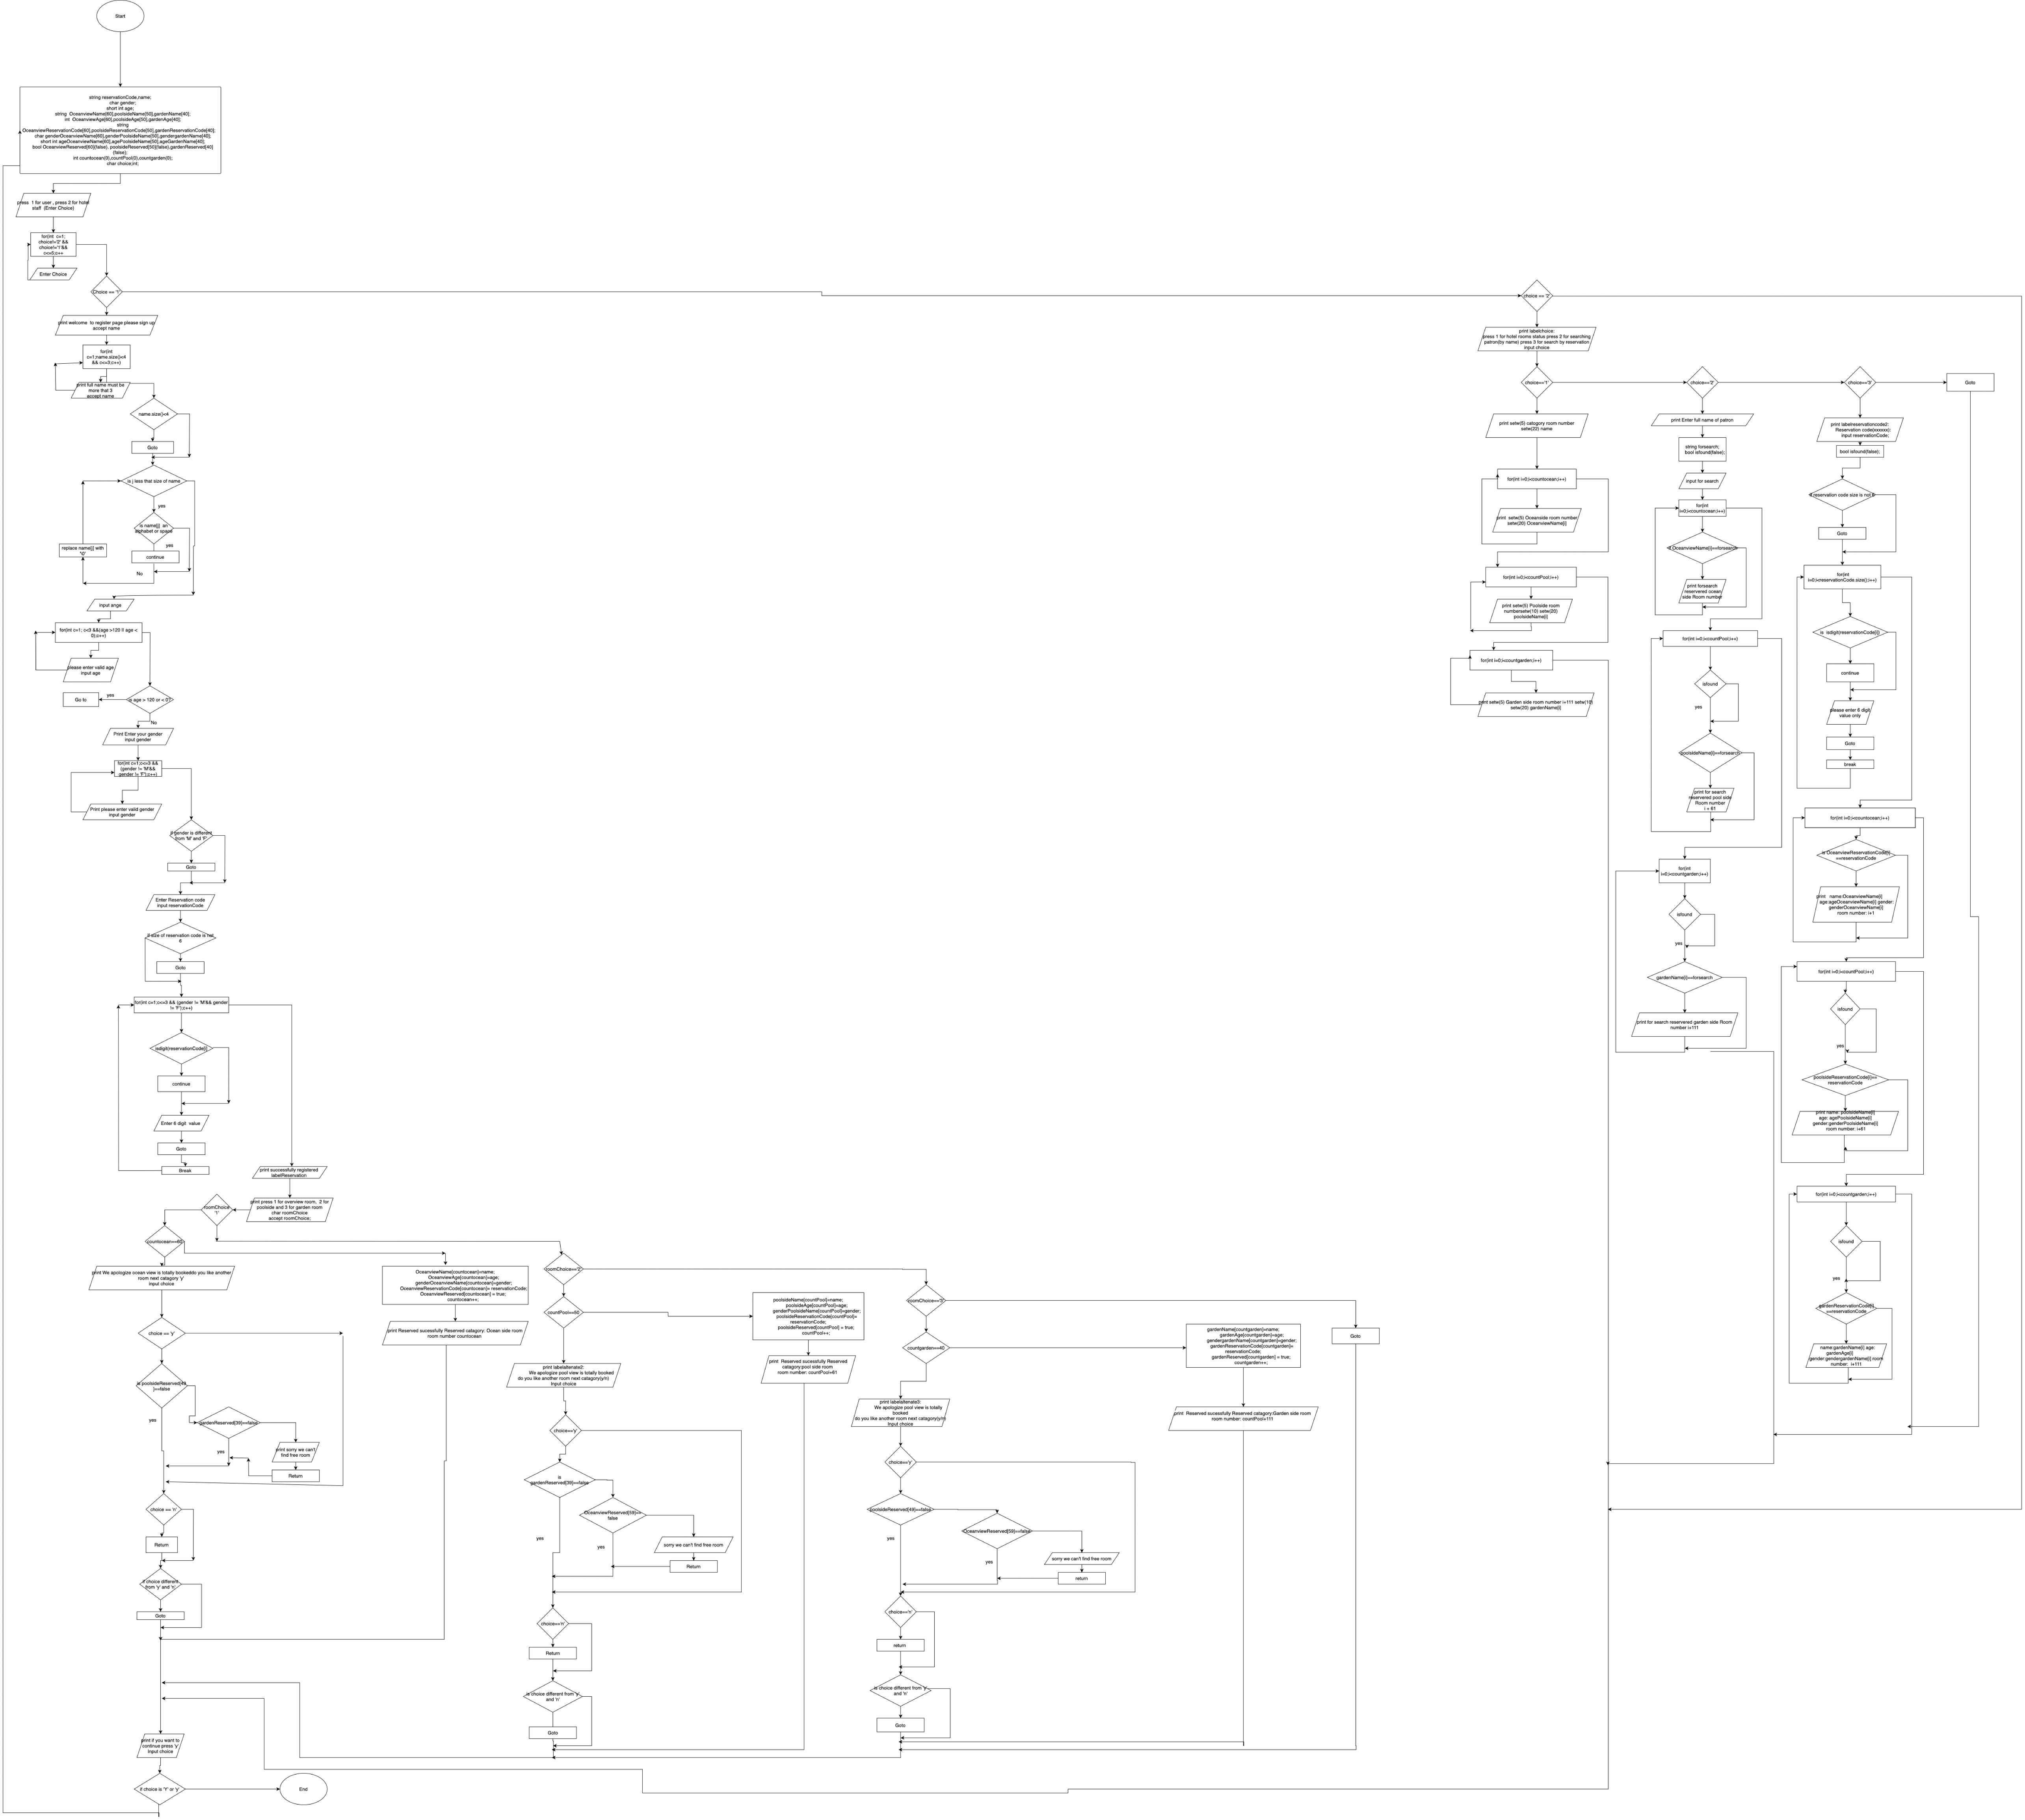 Start
string reservationCode,name;
char gender;
short int age;
string OceanviewName[60],poolsideName[50],gardenName[40];
int OceanviewAge[60],poolsideAge[50],gardenAge[40];
string
OceanviewReservationCode[60],poolsideReservationCode[50],gardenReservationCode[40];
char genderOceanviewName[60],genderPoolsideName[50],gendergardenName[40];
short int ageOceanviewName[60],agePoolsideName[50],ageGardenName[40];
bool OceanviewReserved[60]{false}, poolsideReserved[50]{false},gardenReserved[40]
{false};
int countocean(0),countPool(0),countgarden(0);
char choice;int;
press 1 for user , press 2 for hotel
staff (Enter Choice)
for(int c=1;
choice!='2' &&
choice!='1'&&
c<=5;c++
Enter Choice
Choice == '1'
print welcome to register page please sign up
accept name
for(int
c=1;name.size()<4
&& c<=3;c++)
print full name must be
more that 3
accept name
name.size()<4
Goto
is j less that size of name
yes
is name[j] an
alphabet or space
yes
continue
replace name[j] with
'\0'
No
input ange
for(int c=1; c<3 &&(age >120 || age <
0);c++)
please enter valid age
input age
is age > 120 or < 0?
yes
Go to
No
Print Enter your gender
input gender
for(int c=1;c<=3 &&
(gender != 'M'&&
gender != 'F');c++)
Print please enter valid gender
input gender
if gender is different
from 'M' and 'F'
Goto
Enter Reservation code
input reservationCode
if size of reservation code is not
6
Goto
for(int c=1;c<=3 && (gender != 'M'&& gender
!= 'F');c++)
isdigit(reservationCode[i])
continue
Enter 6 digit value
Goto
Break
print successfully registered
labelReservation
print press 1 for overview room, 2 for
poolside and 3 for garden room
char roomChoice
accept roomChoice;
roomChoice
'1'
countocean==60
print We apologize ocean view is totally bookeddo you like another
room next catagory 'y'
input choice
choice == 'y'
is poolsideReserved[49
]==false
yes
gardenReserved[39]==false
yes
print sorry we can't
find free room
Return
choice == 'n'
Return
if choice different
from 'y' and 'n'
Goto
print if you want to
continue press 'y'
Input choice
if choice is 'Y' or 'y'
End
OceanviewName[countocean]=name;
OceanviewAge[countocean]=age;
genderOceanviewName[countocean]=gender;
OceanviewReservationCode[countocean]= reservationCode;
OceanviewReserved[countocean] = true;
countocean++;
print Reserved sucessfully Reserved catagory: Ocean side room
room number countocean
roomChoice=='2'
countPool==50
print labelalterate2:
We apologize pool view is totally booked
do you like another room next catagory(y/n)
Input choice
choice=='y'
is
gardenReserved[39]==false
yes
OceanviewReserved[59]==
false
yes
sorry we can't find free room
Return
choice=='n'
Return
is choice different from 'y'
and 'n'
Goto
poolsideName[countPool]=name;
poolsideAge[countPool]=age;
genderPoolsideName[countPool]=gender;
poolsideReservationCode[countPool]=
reservationCode;
poolsideReserved[countPool] = true;
countPool++;
print Reserved sucessfully Reserved
catagory:pool side room
room number: countPool+61
roomChoice=='3'
countgarden==40
print labelalterate3:
We apologize pool view is totally
booked
do you like another room next catagory(y/n)
Input choice
choice=='y'
poolsideReserved[49]==false
yes
OceanviewReserved[59]==false
yes
sorry we can't find free room
return
choice=='n'
return
is choice different from 'y'
and 'n'
Goto
gardenName[countgarden]=name;
gardenAge[countgarden]=age;
gendergardenName[countgarden]=gender;
gardenReservationCode[countgarden]=
reservationCode;
gardenReserved[countgarden] = true;
countgarden++;
print Reserved sucessfully Reserved catagory:Garden side room
room number: countPool+111
Goto
choice == '2'
print labelchoice:
press 1 for hotel rooms status press 2 for searching
patron(by name) press 3 for search by reservation
input choice
choice=='1'
print setw(5) catugory room number
setw(22) name
for(int i=0;i<countocean;i++)
print setw(5) Oceanside room number
setw(20) OceanviewName[i]
for(int i=0;i<countPool;i++)
print setw(5) Poolside room
numbersetw(10) setw(20)
poolsideName[i]
for(int i=0;i<countgarden;i++)
print setw(5) Garden side room number i+111 setw(10)
setw(20) gardenName[i]
choice=='2'
print Enter full name of patron
string forsearch;
bool isfound(false);
input for search
for(int
i=0;i<countocean;i++)
if OceanviewName[i]==forsearch
print forsearch
reservered ocean
side Room number
for(int i=0;i<countPool;i++)
isfound
yes
poolsideName[i]==forsearch
print for search
reservered pool side
Room number
i + 61
for(int
i=0;i<countgarden;i++)
isfound
yes
gardenName[i]==forsearch
print for search reservered garden side Room
number i+111
choice=='3'
print labelreservationcode2:
Reservation code(xxxxxx):
input reservationCode;
bool isfound(false);
if reservation code size is not 6
Goto
for(int
i=0;i<reservationCode.size();i++)
is isdigit(reservationCode[i])
continue
please enter 6 digit
value only
Goto
break
for(int i=0;i<countocean;i++)
is OceanviewReservationCode[i]
==reservationCode
print name:OceanviewName[i]
age:ageOceanviewName[i] gender:
genderOceanviewName[i]
room number: i+1
for(int i=0;i<countPool;i++)
isfound
yes
poolsideReservationCode[i]==
reservationCode
print name: poolsideName[i]
age: agePoolsideName[i]
gender:genderPoolsideName[i]
room number: i+61
for(int i=0;i<countgarden;i++)
isfound
yes
gardenReservationCode[i]
==reservationCode
name:gardenName[i] age:
gardenAge[i]
gender:gendergardenName[i] room
number: i+111
Goto